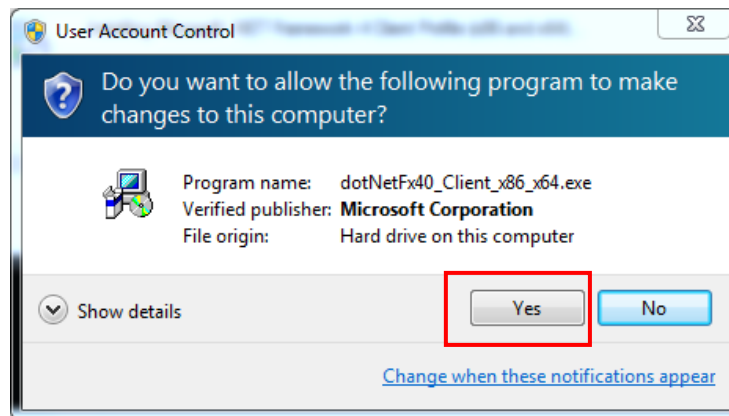 User Account Control
Do you want to allow the following program to make
changes to this computer?
Program name: dotNetFx40_Client_x86_x64.exe
Verified publisher: Microsoft Corporation
File origin: Hard drive on this computer
Show details
Yes
No
Change when these notifications appear